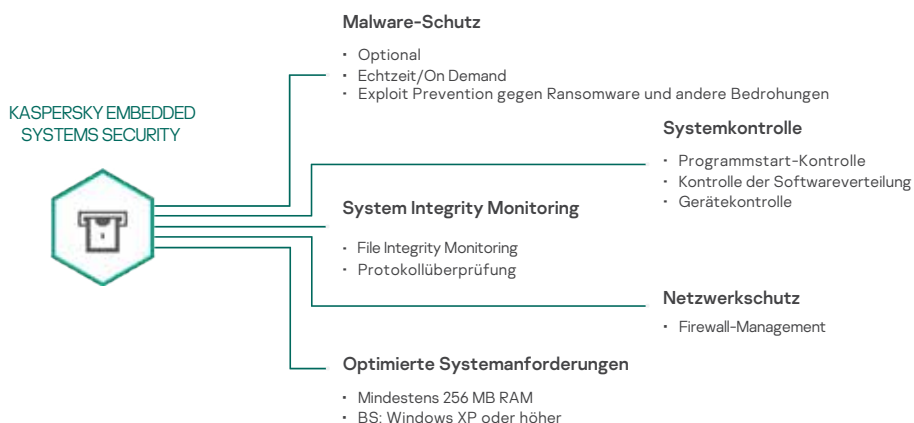 KASPERSKY EMBEDDED
SYSTEMS SECURITY
Malware-Schutz
• Optional
• Echtzeit/On Demand
• Exploit Prevention gegen Ransomware und andere Bedrohungen
Systemkontrolle
• Programmstart-Kontrolle
• Kontrolle der Softwareverteilung
• Gerätekontrolle
System Integrity Monitoring
• File Integrity Monitoring
• Protokollüberprüfung
Netzwerkschutz
• Firewall-Management
Optimierte Systemanforderungen
• Mindestens 256 MB RAM
• BS: Windows XP oder höher